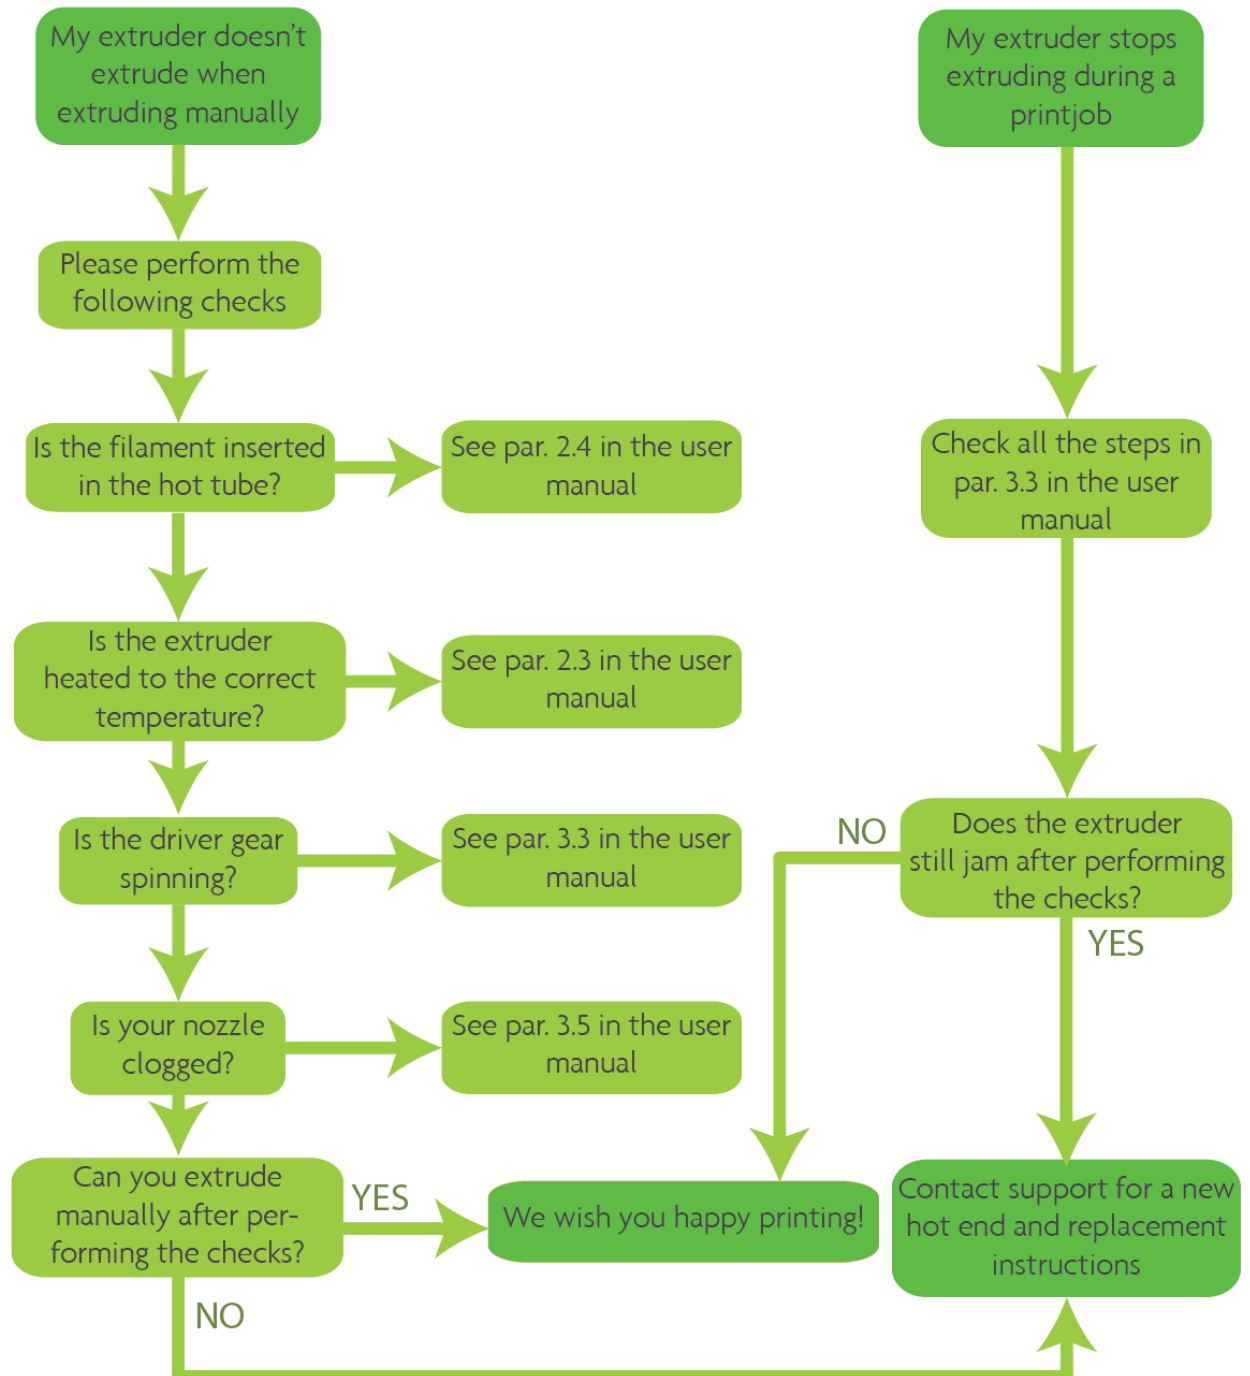 My extruder doesn't
extrude when
extruding manually
My extruder stops
extruding during a
printjob
Please perform the
following checks
Is the filament inserted
in the hot tube?
See par. 2.4 in the user
manual
Check all the steps in
par. 3.3 in the user
manual
Is the extruder
heated to the correct
temperature?
See par. 2.3 in the user
manual
Is the driver gear
spinning?
See par. 3.3 in the user
manual
NO
Does the extruder
still jam after performing
the checks?
YES
Is your nozzle
clogged?
See par. 3.5 in the user
manual
Can you extrude
manually after per-
forming the checks?
YES
We wish you happy printing!
Contact support for a new
hot end and replacement
instructions
NO